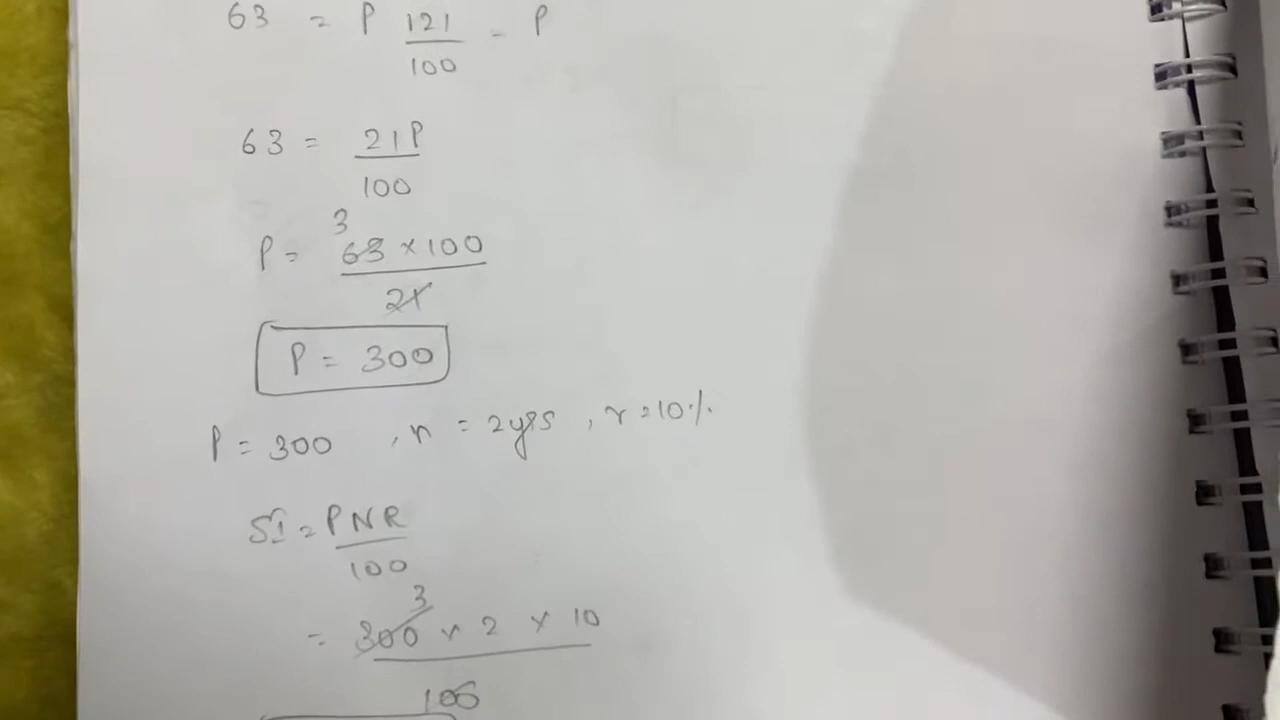 63 = P 121/100 - P
63 = 21P/100
3
P = 63 × 100/21
P = 300
P = 300 , n = 2yrs , r = 10%
SI = PNR/100
3
= 300 × 2 × 10/100